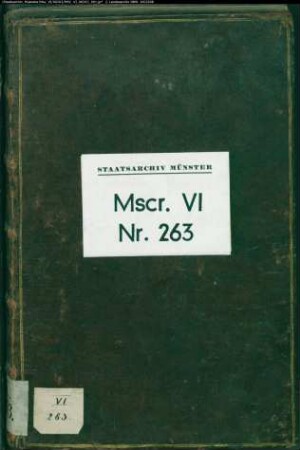 STAATSARCHIV MÜNSTER
Mscr. VI
Nr. 263
VI
263